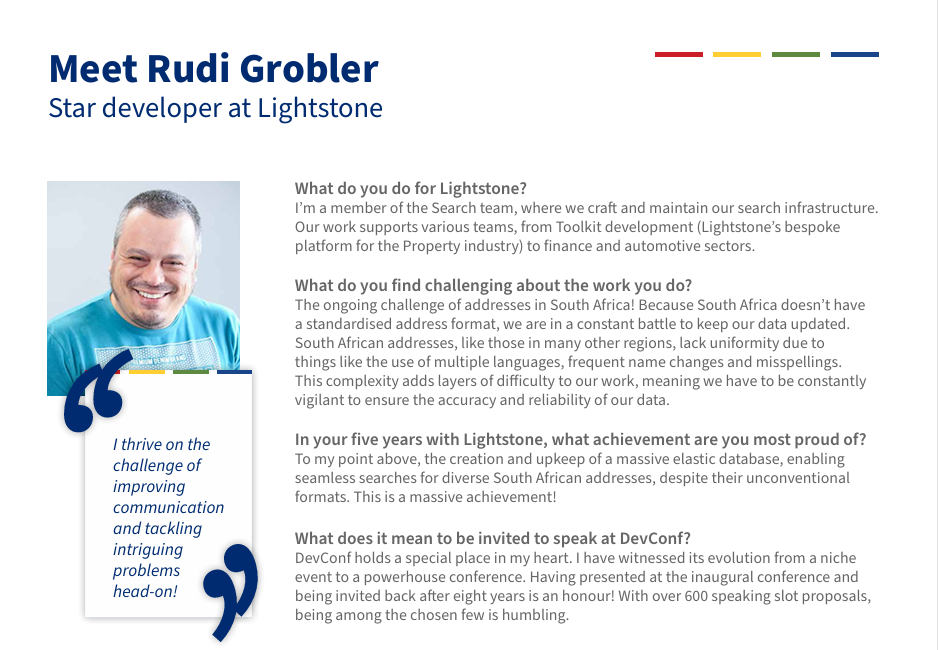 Meet Rudi Grobler
Star developer at Lightstone
What do you do for Lightstone?
I’m a member of the Search team, where we craft and maintain our search infrastructure.
Our work supports various teams, from Toolkit development (Lightstone’s bespoke
platform for the Property industry) to finance and automotive sectors.
What do you find challenging about the work you do?
The ongoing challenge of addresses in South Africa! Because South Africa doesn’t have
a standardised address format, we are in a constant battle to keep our data updated.
South African addresses, like those in many other regions, lack uniformity due to
things like the use of multiple languages, frequent name changes and misspellings.
This complexity adds layers of difficulty to our work, meaning we have to be constantly
vigilant to ensure the accuracy and reliability of our data.
In your five years with Lightstone, what achievement are you most proud of?
To my point above, the creation and upkeep of a massive elastic database, enabling
seamless searches for diverse South African addresses, despite their unconventional
formats. This is a massive achievement!
What does it mean to be invited to speak at DevConf?
DevConf holds a special place in my heart. I have witnessed its evolution from a niche
event to a powerhouse conference. Having presented at the inaugural conference and
being invited back after eight years is an honour! With over 600 speaking slot proposals,
being among the chosen few is humbling.
“
I thrive on the
challenge of
improving
communication
and tackling
intriguing
problems
head-on!
”